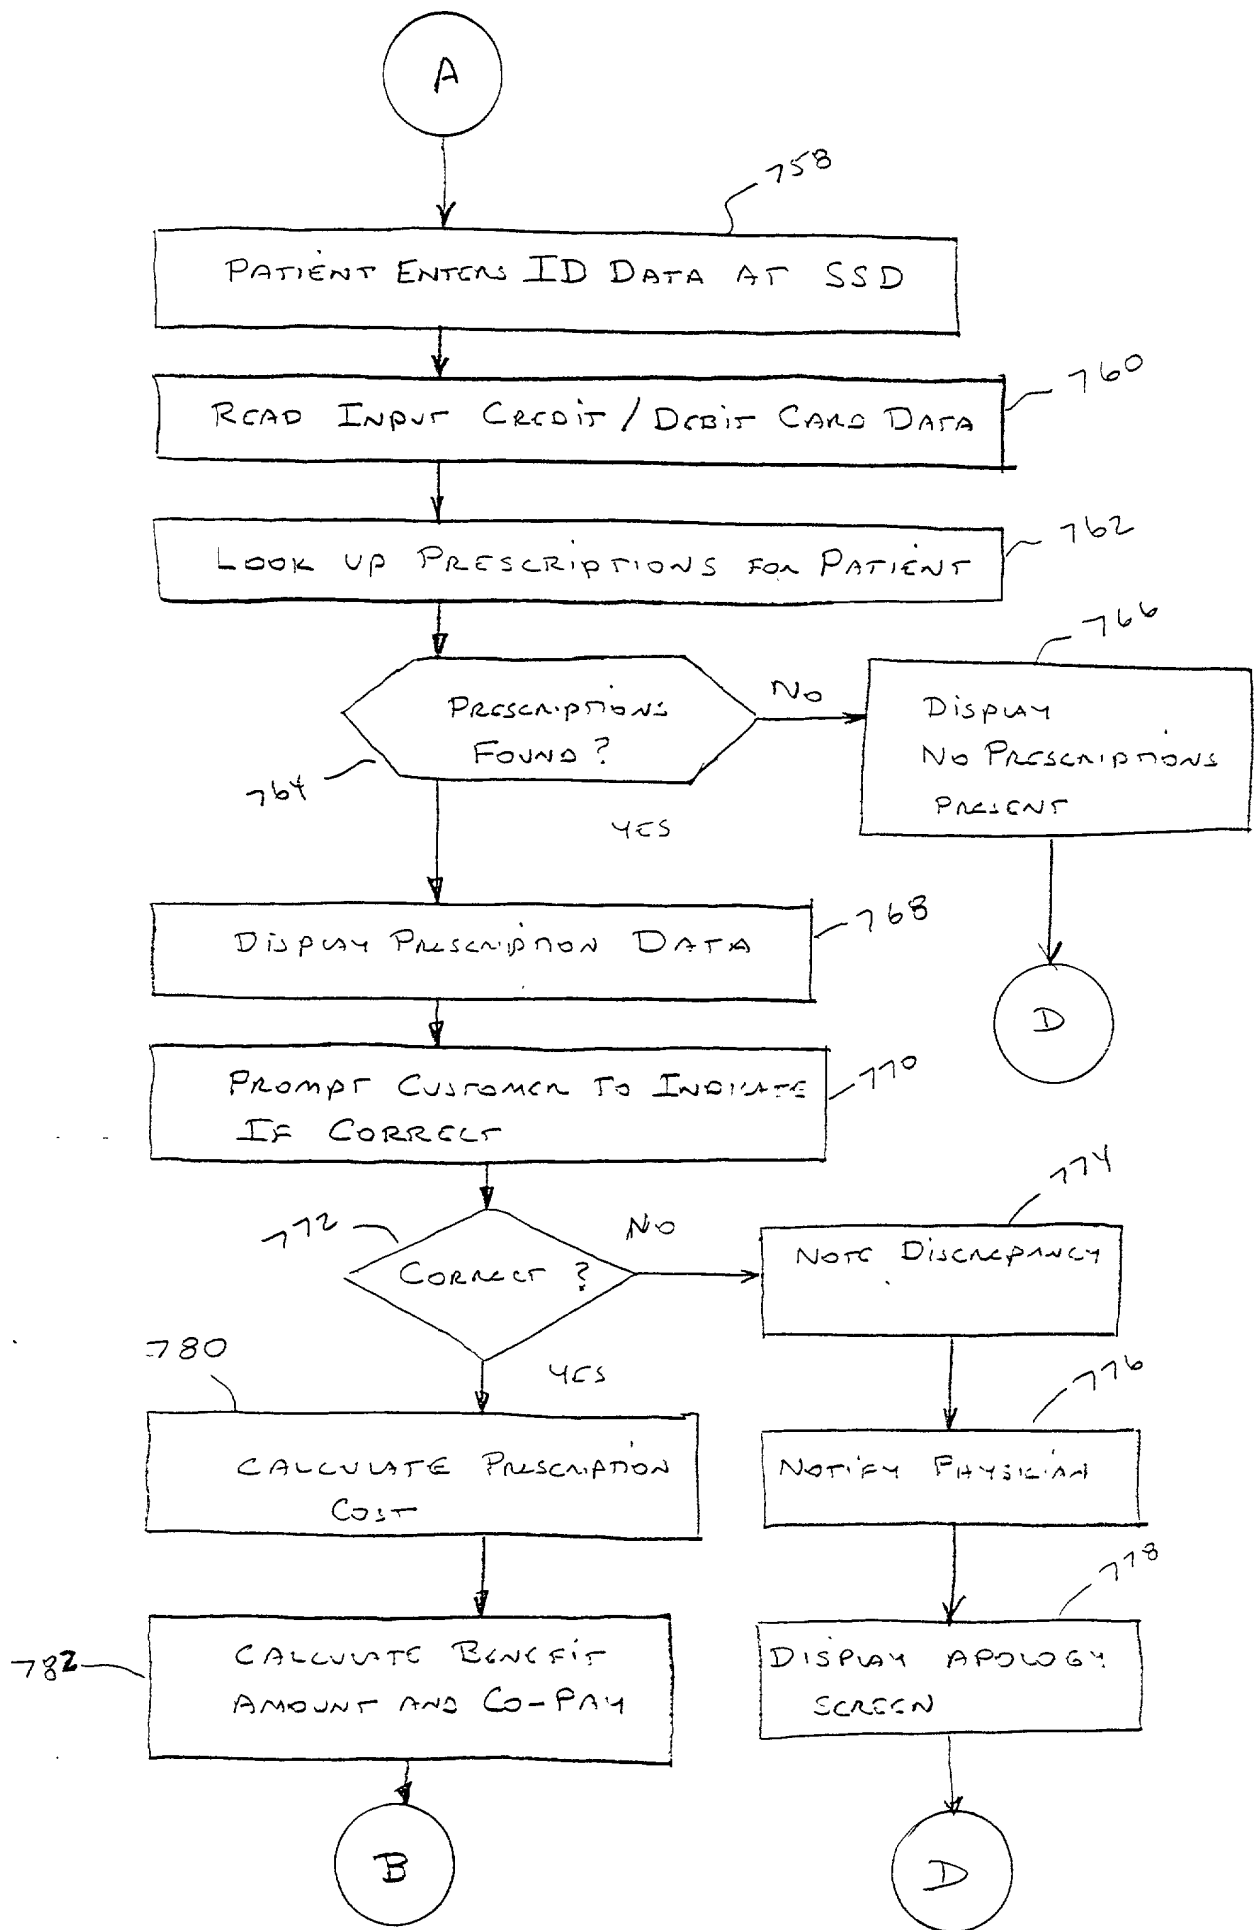 A
758
PATIENT ENTERS ID DATA AT SSD
760
READ INPUT CREDIT / DEBIT CARD DATA
762
LOOK UP PRESCRIPTIONS FOR PATIENT
766
PRESCRIPTIONS
FOUND?
764
NO
DISPLAY
NO PRESCRIPTIONS
PRESENT
YES
768
DISPLAY PRESCRIPTION DATA
D
770
PROMPT CUSTOMER TO INDICATE
IF CORRECT
772
CORRECT ?
NO
774
NOTE DISCREPANCY
YES
780
CALCULATE PRESCRIPTION
COST
776
NOTIFY PHYSICIAN
782
CALCULATE BENEFIT
AMOUNT AND CO-PAY
778
DISPLAY APOLOGY
SCREEN
B
D